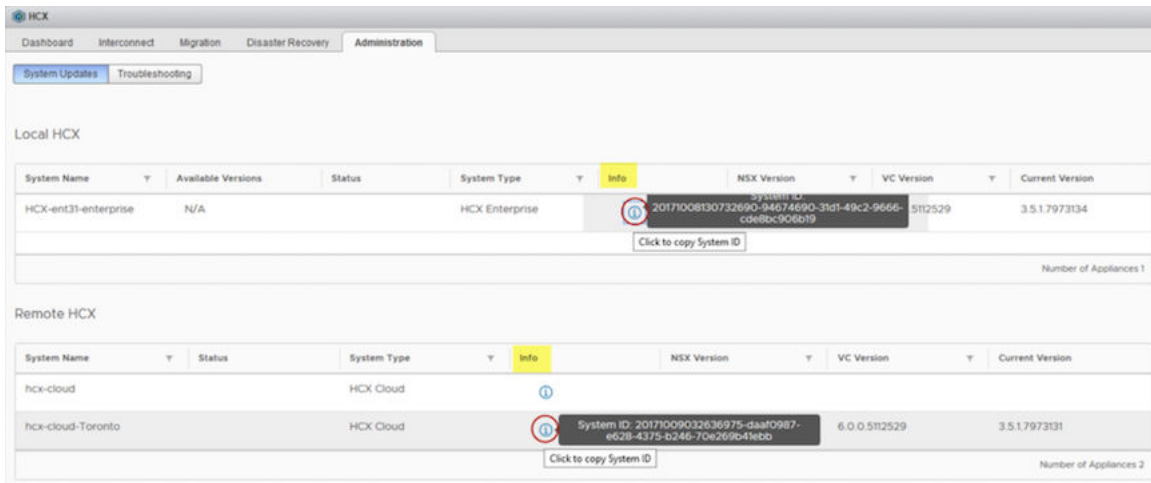 HCX
Dashboard Interconnect Migration Disaster Recovery Administration
System Updates Troubleshooting
Local HCX
System Name Available Versions Status System Type Info NSX Version VC Version Current Version
HCX-ent31-enterprise N/A HCX Enterprise System ID: 5112529 3.5.1.7973134
20171008130732690-94674690-31d1-49c2-9666-
cde8bc906b19
Click to copy System ID
Number of Appliances 1
Remote HCX
System Name Status System Type Info NSX Version VC Version Current Version
hcx-cloud HCX Cloud
hcx-cloud-Toronto HCX Cloud System ID: 20171009032636975-daaf0987- 6.0.0.5112529 3.5.1.7973131
e628-4375-b246-70e269b41ebb
Click to copy System ID
Number of Appliances 2